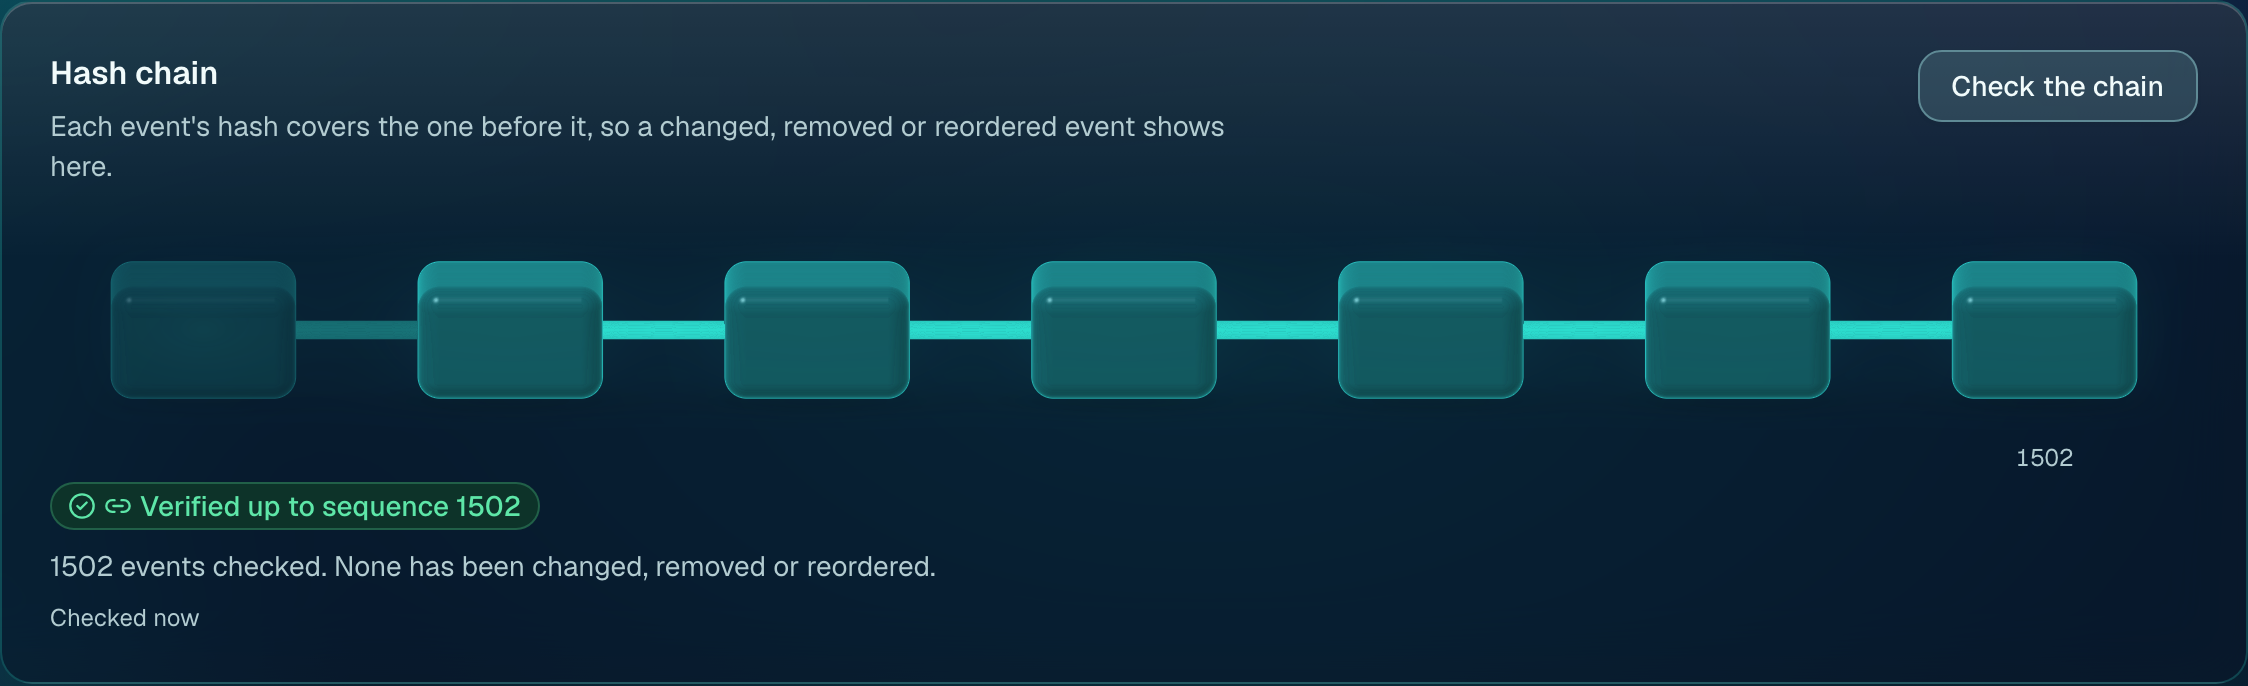 Hash chain
Check the chain
Each event's hash covers the one before it, so a changed, removed or reordered event shows
here.
1502
Verified up to sequence 1502
1502 events checked. None has been changed, removed or reordered.
Checked now